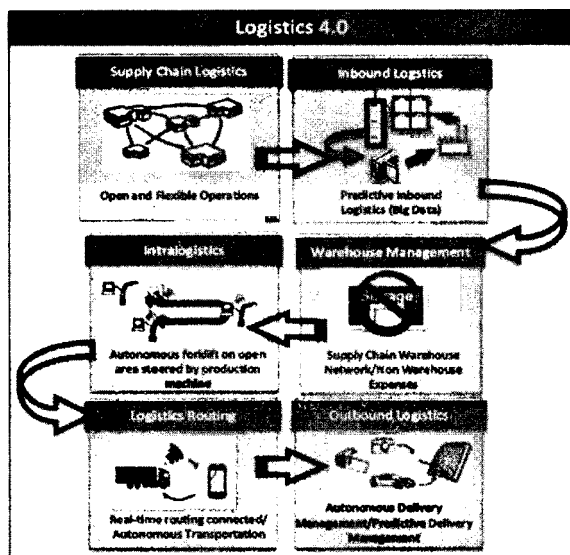 Logistics 4.0
Supply Chain Logistics
Inbound Logstics
Open and Flexible Operations
Predictive Inbound
Logistics (Big Data)
Intralogistics
Warehouse Management
Storage
Autonomous forklift on open
area steered by production
machine
Supply Chain Warehouse
Network/Non Warehouse
Expenses
Logistics Routing
Outbound Logistics
Real-time routing connected/
Autonomous Transportation
Autonomous Delivery
Management/Predictive Delivery
Management